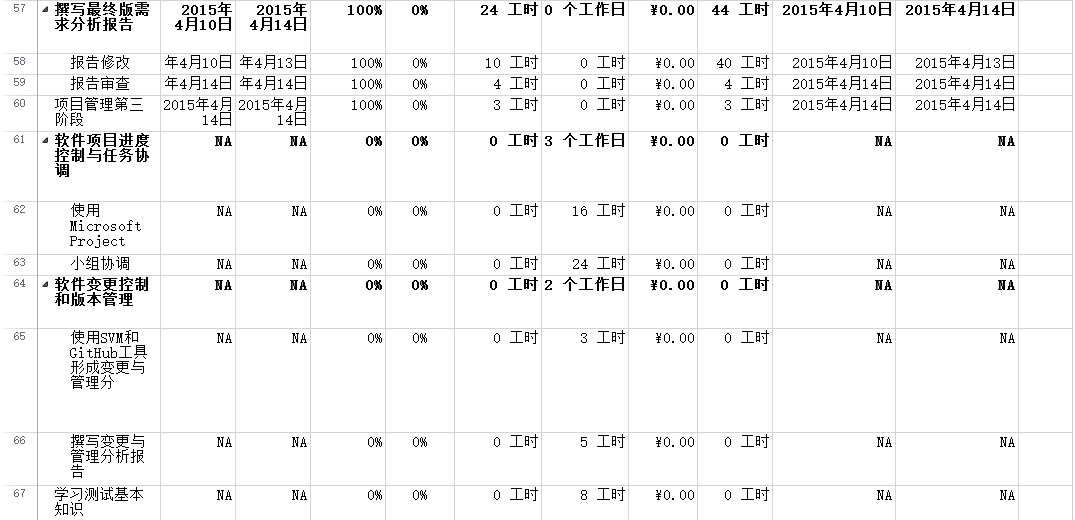 57 撰写最终版需求分析报告 2015年4月10日 2015年4月14日 100% 0% 24 工时 0 个工作日 ¥0.00 44 工时 2015年4月10日 2015年4月14日
58 报告修改 年4月10日 年4月13日 100% 0% 10 工时 0 工时 ¥0.00 40 工时 2015年4月10日 2015年4月13日
59 报告审查 年4月14日 年4月14日 100% 0% 4 工时 0 工时 ¥0.00 4 工时 2015年4月14日 2015年4月14日
60 项目管理第三阶段 2015年4月14日 2015年4月14日 100% 0% 3 工时 0 工时 ¥0.00 3 工时 2015年4月14日 2015年4月14日
61 软件项目进度控制与任务协调 NA NA 0% 0% 0 工时 3 个工作日 ¥0.00 0 工时 NA NA
62 使用Microsoft Project NA NA 0% 0% 0 工时 16 工时 ¥0.00 0 工时 NA NA
63 小组协调 NA NA 0% 0% 0 工时 24 工时 ¥0.00 0 工时 NA NA
64 软件变更控制和版本管理 NA NA 0% 0% 0 工时 2 个工作日 ¥0.00 0 工时 NA NA
65 使用SVM和GitHub工具形成变更与管理分 NA NA 0% 0% 0 工时 3 工时 ¥0.00 0 工时 NA NA
66 撰写变更与管理分析报告 NA NA 0% 0% 0 工时 5 工时 ¥0.00 0 工时 NA NA
67 学习测试基本知识 NA NA 0% 0% 0 工时 8 工时 ¥0.00 0 工时 NA NA